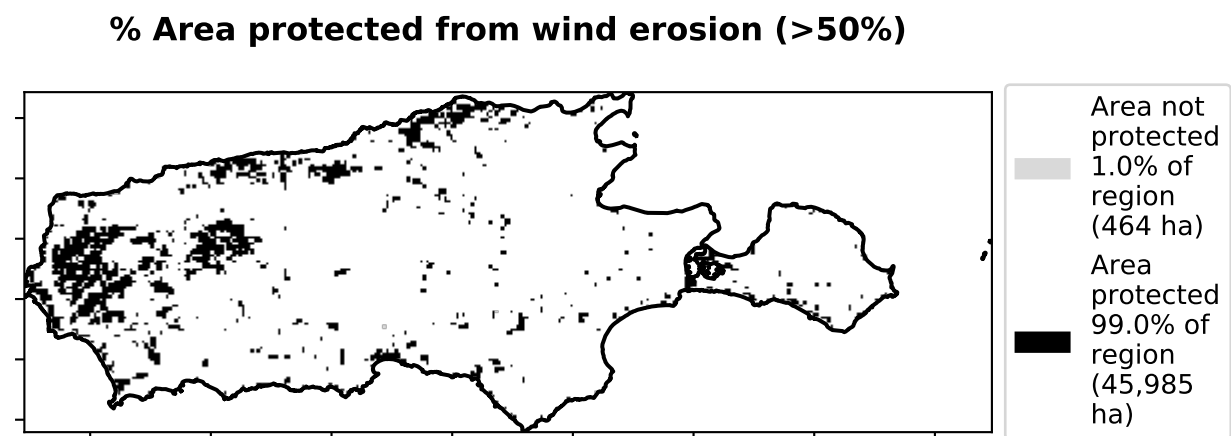 % Area protected from wind erosion (>50%)
Area not
protected
1.0% of
region
(464 ha)
Area
protected
99.0% of
region
(45,985
ha)